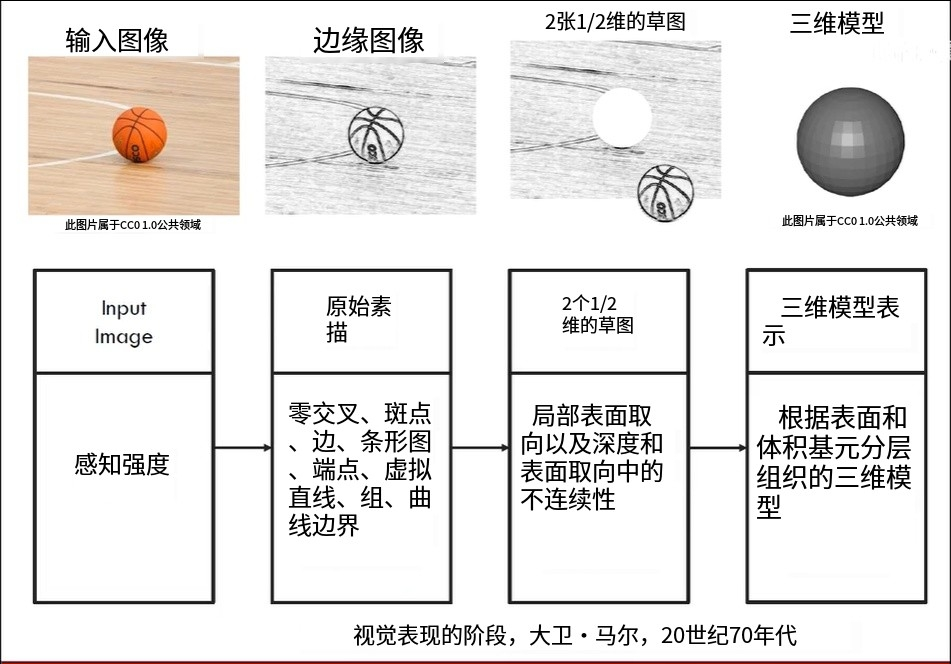 输入图像
边缘图像
2张1/2维的草图
三维模型
此图片属于CC0 1.0公共领域
此图片属于CC0 1.0公共领域
Input
Image
原始素
描
2个1/2
维的草图
三维模型表
示
感知强度
零交叉、斑点
、边、条形图
、端点、虚拟
直线、组、曲
线边界
局部表面取
向以及深度和
表面取向中的
不连续性
根据表面和
体积基元分层
组织的三维模
型
视觉表现的阶段，大卫·马尔，20世纪70年代